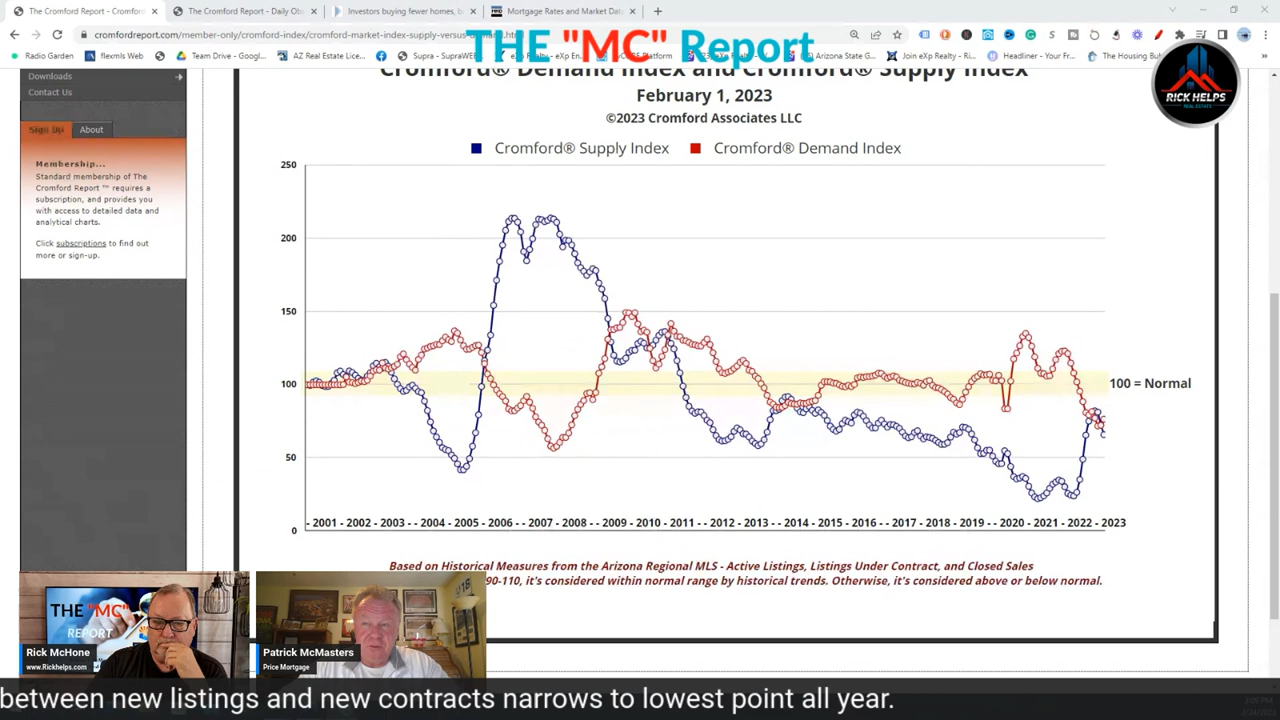 The Cromford Report - Cromfor
The Cromford Report - Daily Ob
Investors buying fewer homes, b
Mortgage Rates and Market Dat
cromfordreport.com/member-only/cromford-index/cromford-market-index-supply-versus-
Radio Garden
flexmls Web
Team Drive - Googl...
AZ Real Estate Lice...
Supra - SupraWEB
Platform
Arizona State G...
Join eXp Realty - Ri...
Headliner - Your Fr...
The Housing Bu
THE "MC" Report
RICK HELPS
REAL ESTATE
Downloads
Contact Us
Sign Up
About
Membership...
Standard membership of The
Cromford Report ™ requires a
subscription, and provides you
with access to detailed data and
analytical charts.
Click subscriptions to find out
more or sign-up.
Cromford® Demand Index and Cromford® Supply Index
February 1, 2023
©2023 Cromford Associates LLC
Cromford® Supply Index
Cromford® Demand Index
250
200
150
100
50
0
100 = Normal
- 2001 - 2002 - 2003 - - 2004 - 2005 - - 2006 - - 2007 - 2008 - - 2009 - 2010 - 2011 - - 2012 - - 2013 - - 2014 - 2015 - - 2016 - 2017 - 2018 - 2019 - - 2020 - 2021 - 2022 - 2023
Based on Historical Measures from the Arizona Regional MLS - Active Listings, Listings Under Contract, and Closed Sales
90-110, it's considered within normal range by historical trends. Otherwise, it's considered above or below normal.
THE "MC"
REPORT
Rick McHone
www.Rickhelps.com
Patrick McMasters
Price Mortgage
between new listings and new contracts narrows to lowest point all year.